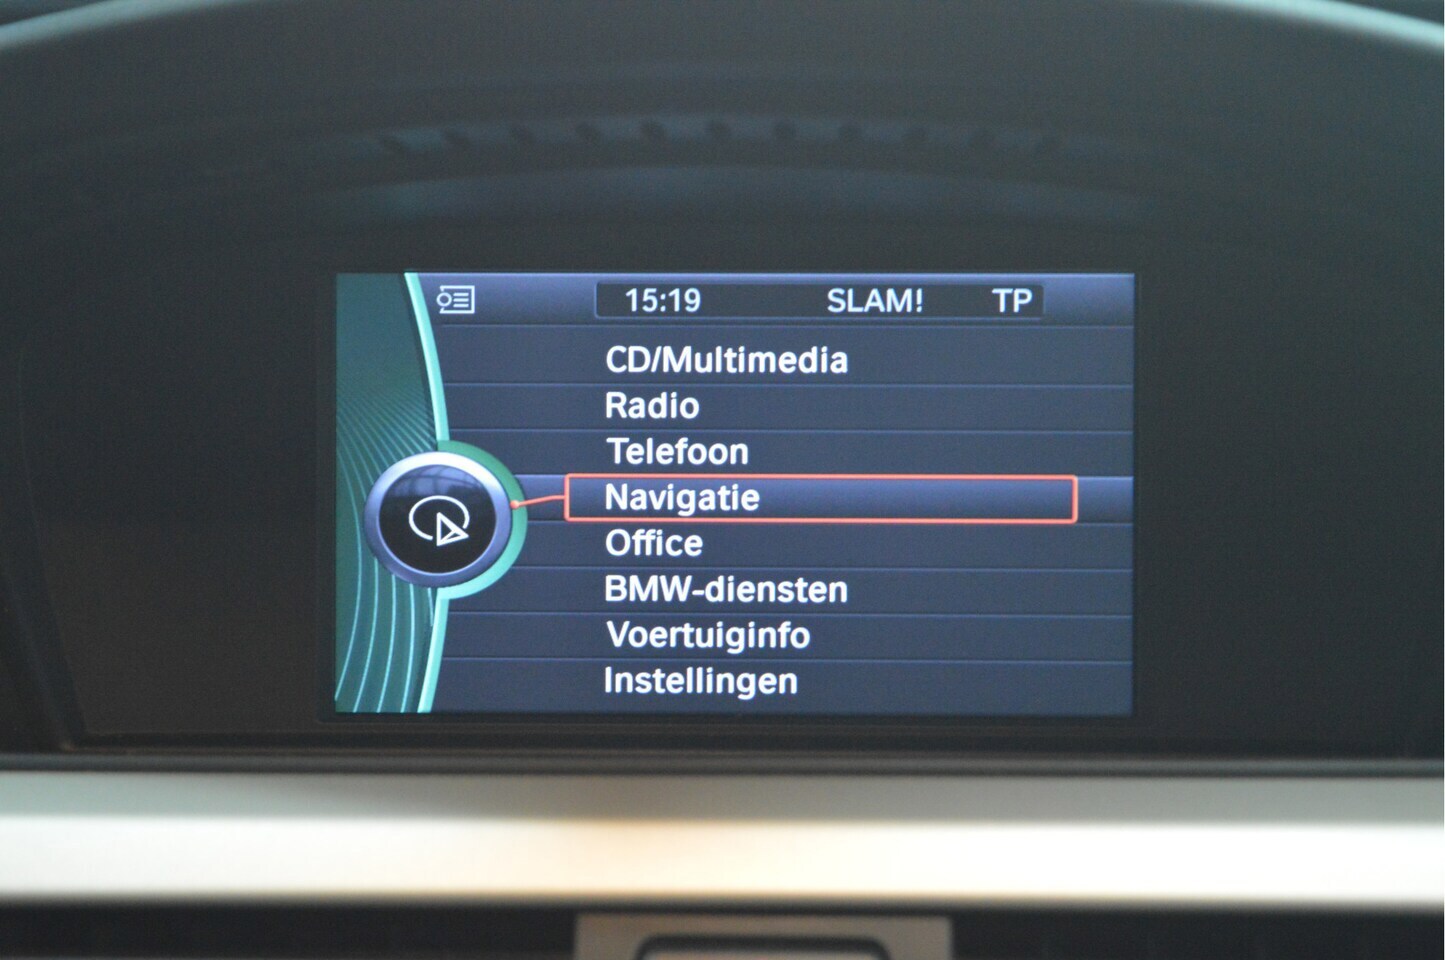 15:19 SLAM! TP
CD/Multimedia
Radio
Telefoon
Navigatie
Office
BMW-diensten
Voertuiginfo
Instellingen